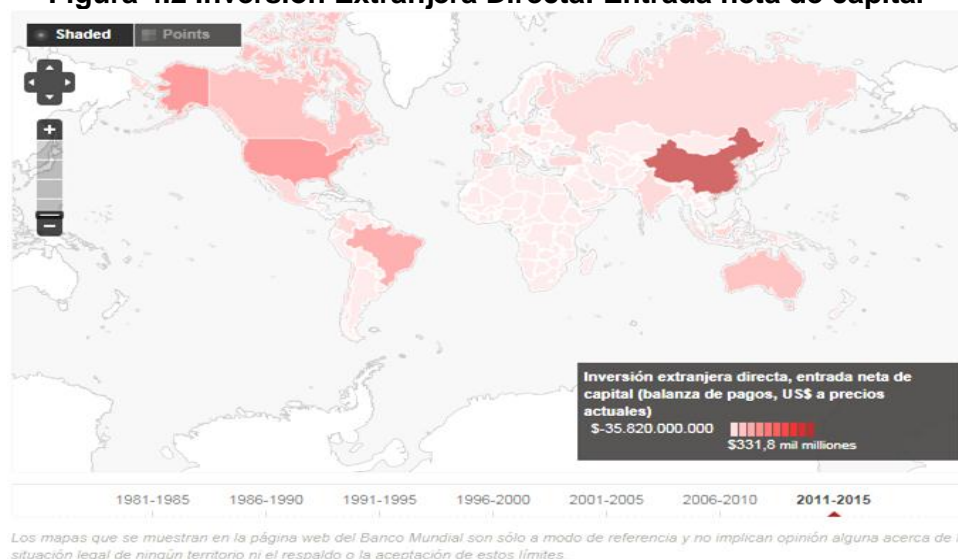 Figura 4.2 Inversión Extranjera Directa. Entrada neta de capital
Shaded Points
+
−
Inversión extranjera directa, entrada neta de
capital (balanza de pagos, US$ a precios
actuales)
$-35.820.000.000
$331,8 mil milliones
1981-1985 1986-1990 1991-1995 1996-2000 2001-2005 2006-2010 2011-2015
Los mapas que se muestran en la página web del Banco Mundial son sólo a modo de referencia y no implican opinión alguna acerca de l
situación legal de ningún territorio ni el respaldo o la aceptación de estos límites